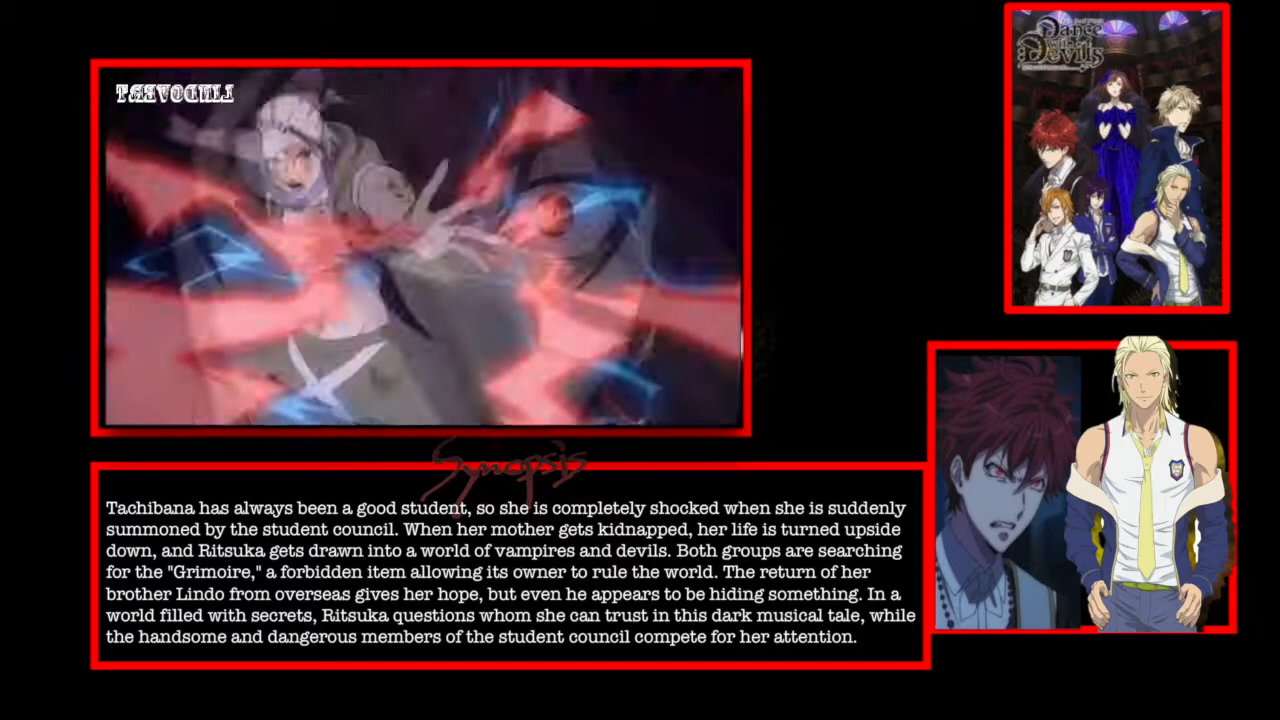 LINDOVERT
Dance
with
Devils
Synopsis
Tachibana has always been a good student, so she is completely shocked when she is suddenly
summoned by the student council. When her mother gets kidnapped, her life is turned upside
down, and Ritsuka gets drawn into a world of vampires and devils. Both groups are searching
for the "Grimoire," a forbidden item allowing its owner to rule the world. The return of her
brother Lindo from overseas gives her hope, but even he appears to be hiding something. In a
world filled with secrets, Ritsuka questions whom she can trust in this dark musical tale, while
the handsome and dangerous members of the student council compete for her attention.